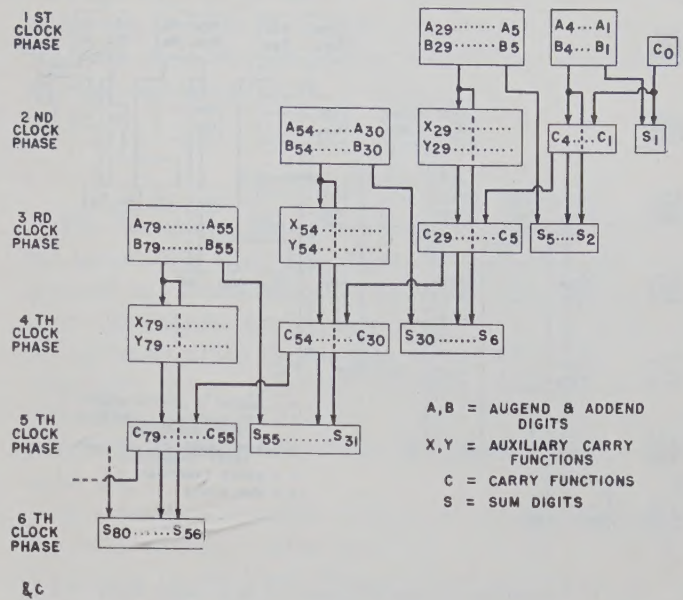 1 ST CLOCK PHASE
A29........A5
B29........B5
A4...A1
B4...B1
C0
2 ND CLOCK PHASE
A54......A30
B54......B30
X29.........
Y29.........
C4.....C1
S1
3 RD CLOCK PHASE
A79........A55
B79........B55
X54...........
Y54...........
C29.......C5
S5....S2
4 TH CLOCK PHASE
X79..........
Y79..........
C54.......C30
S30.......S6
A,B = AUGEND & ADDEND DIGITS
X,Y = AUXILIARY CARRY FUNCTIONS
C = CARRY FUNCTIONS
S = SUM DIGITS
5 TH CLOCK PHASE
C79........C55
S55.........S31
6 TH CLOCK PHASE
S80.......S56
&C